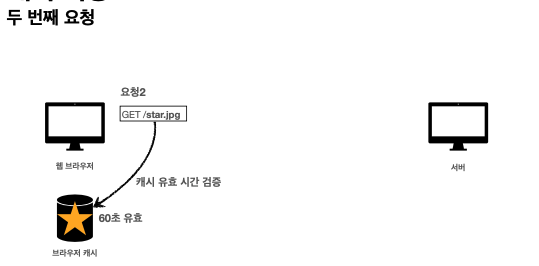 두 번째 요청
요청2
GET /star.jpg
웹 브라우저
서버
캐시 유효 시간 검증
60초 유효
브라우저 캐시